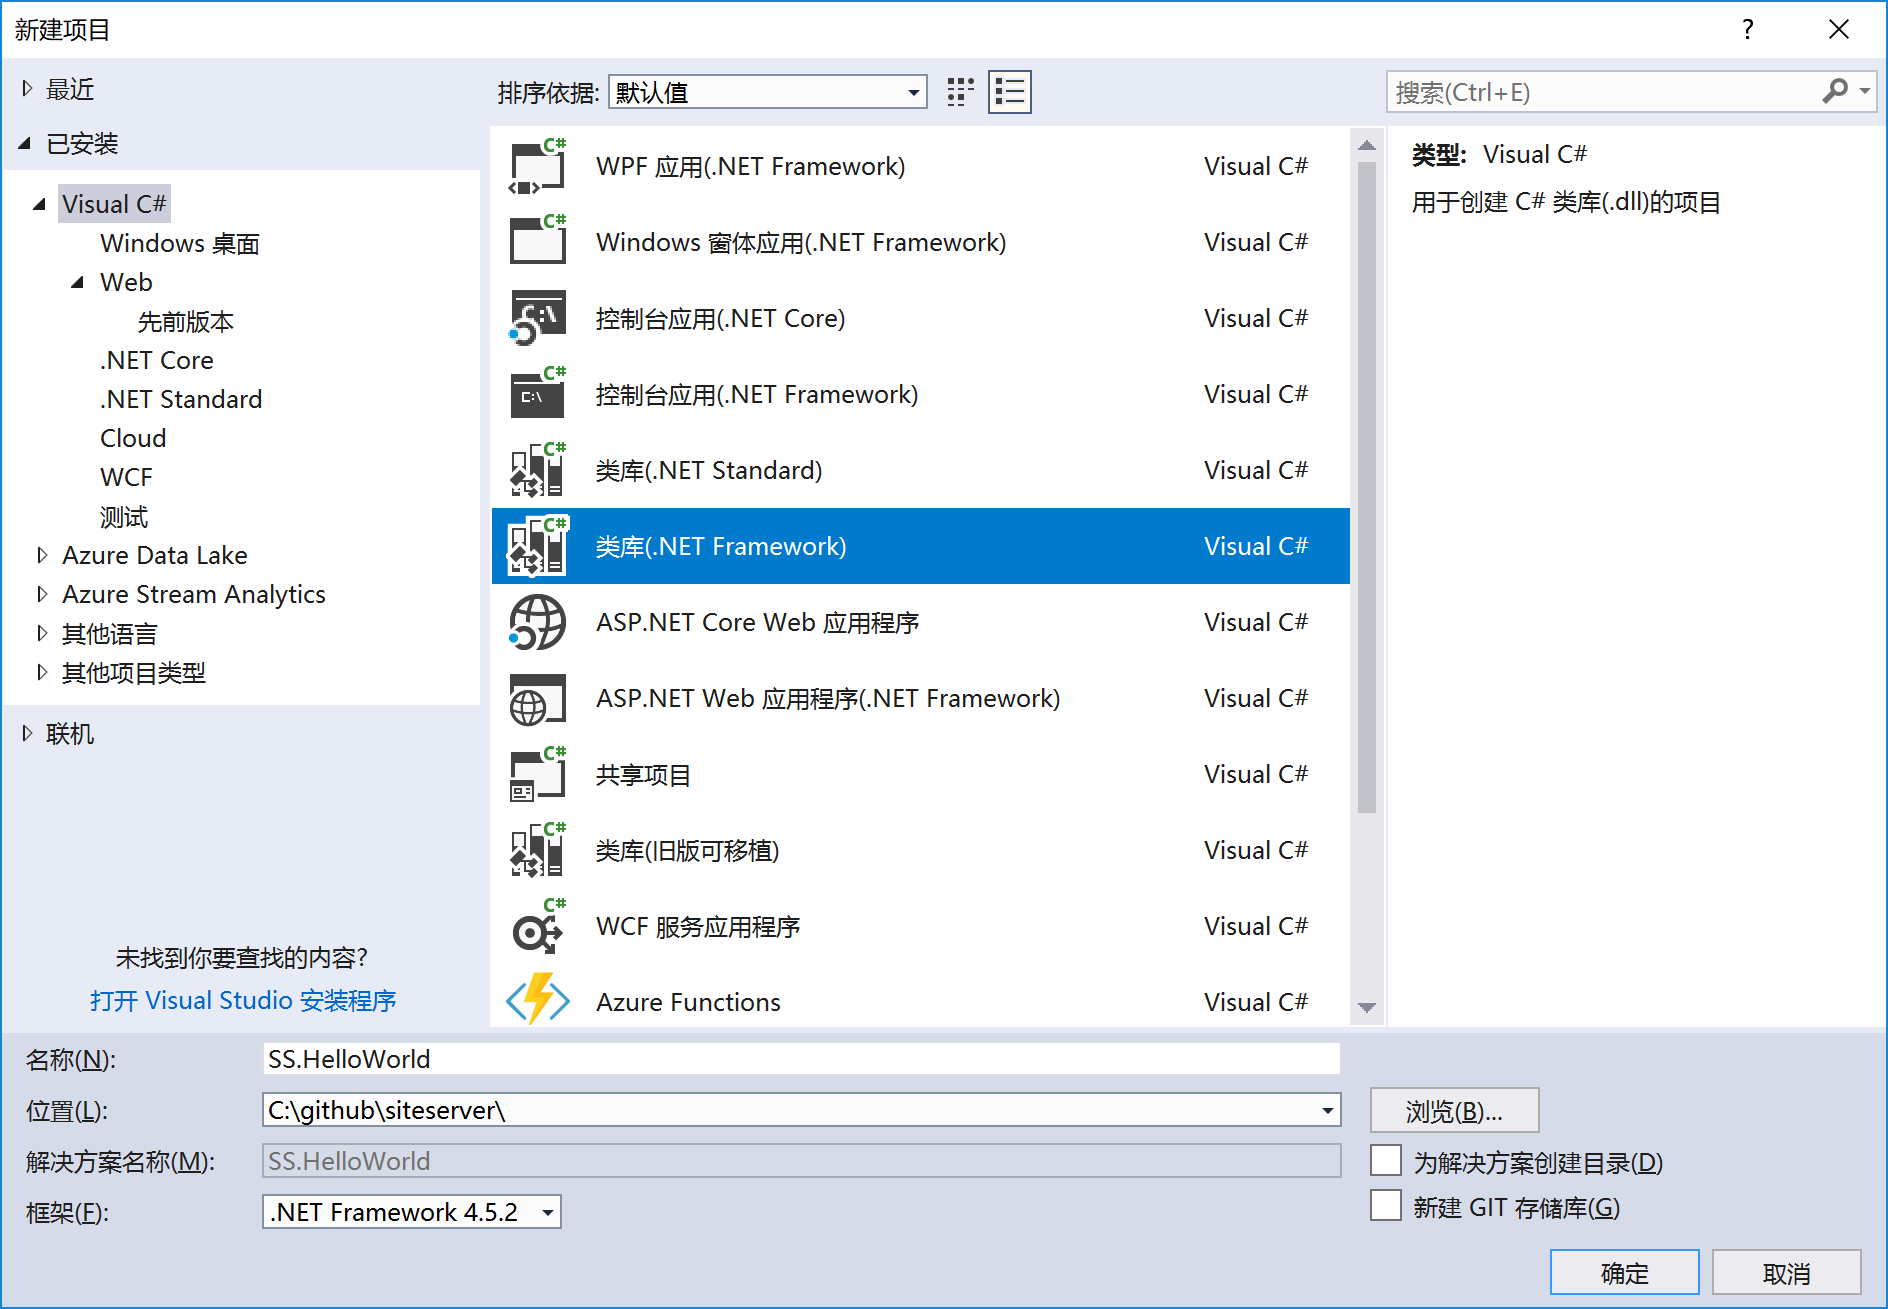 新建项目
?
最近
已安装
Visual C#
Windows 桌面
Web
先前版本
.NET Core
.NET Standard
Cloud
WCF
测试
Azure Data Lake
Azure Stream Analytics
其他语言
其他项目类型
联机
未找到你要查找的内容?
打开 Visual Studio 安装程序
排序依据: 默认值
WPF 应用(.NET Framework) Visual C#
Windows 窗体应用(.NET Framework) Visual C#
控制台应用(.NET Core) Visual C#
控制台应用(.NET Framework) Visual C#
类库(.NET Standard) Visual C#
类库(.NET Framework) Visual C#
ASP.NET Core Web 应用程序 Visual C#
ASP.NET Web 应用程序(.NET Framework) Visual C#
共享项目 Visual C#
类库(旧版可移植) Visual C#
WCF 服务应用程序 Visual C#
Azure Functions Visual C#
搜索(Ctrl+E)
类型: Visual C#
用于创建 C# 类库(.dll)的项目
名称(N): SS.HelloWorld
位置(L): C:\github\siteserver\ 浏览(B)...
解决方案名称(M): SS.HelloWorld 为解决方案创建目录(D)
框架(F): .NET Framework 4.5.2 新建 GIT 存储库(G)
确定 取消